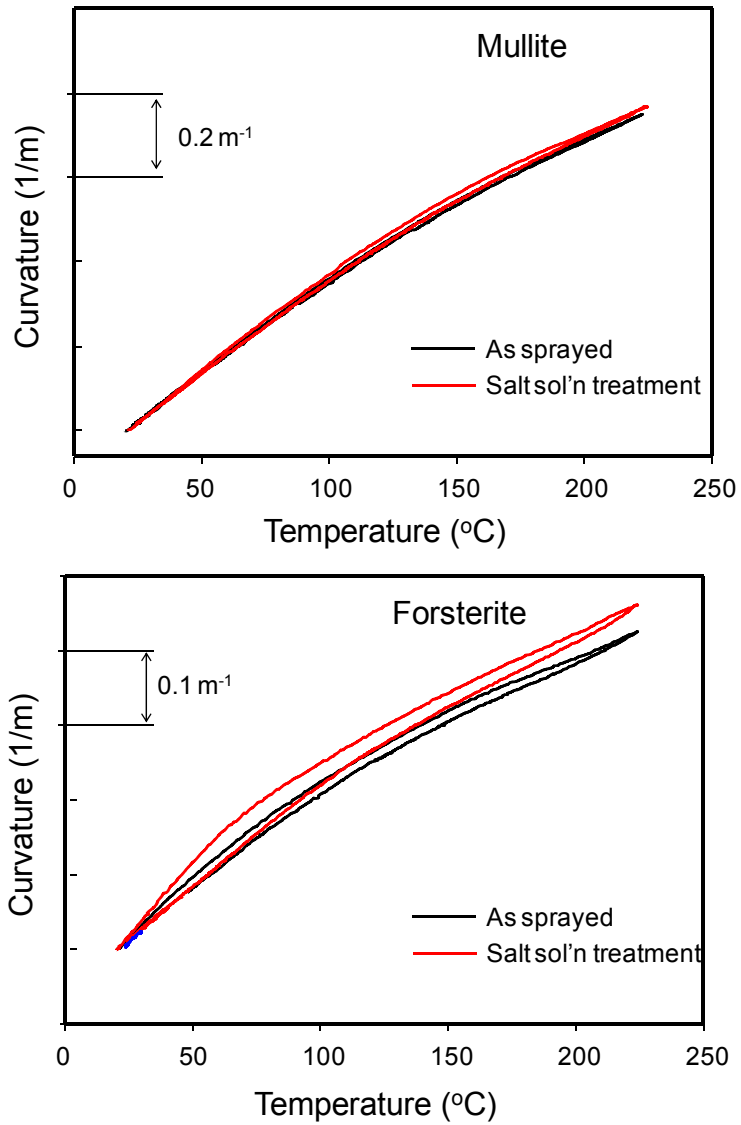 Mullite
0.2 m⁻¹
Curvature (1/m)
As sprayed
Salt sol'n treatment
0 50 100 150 200 250
Temperature (ºC)
Forsterite
0.1 m⁻¹
Curvature (1/m)
As sprayed
Salt sol'n treatment
0 50 100 150 200 250
Temperature (ºC)